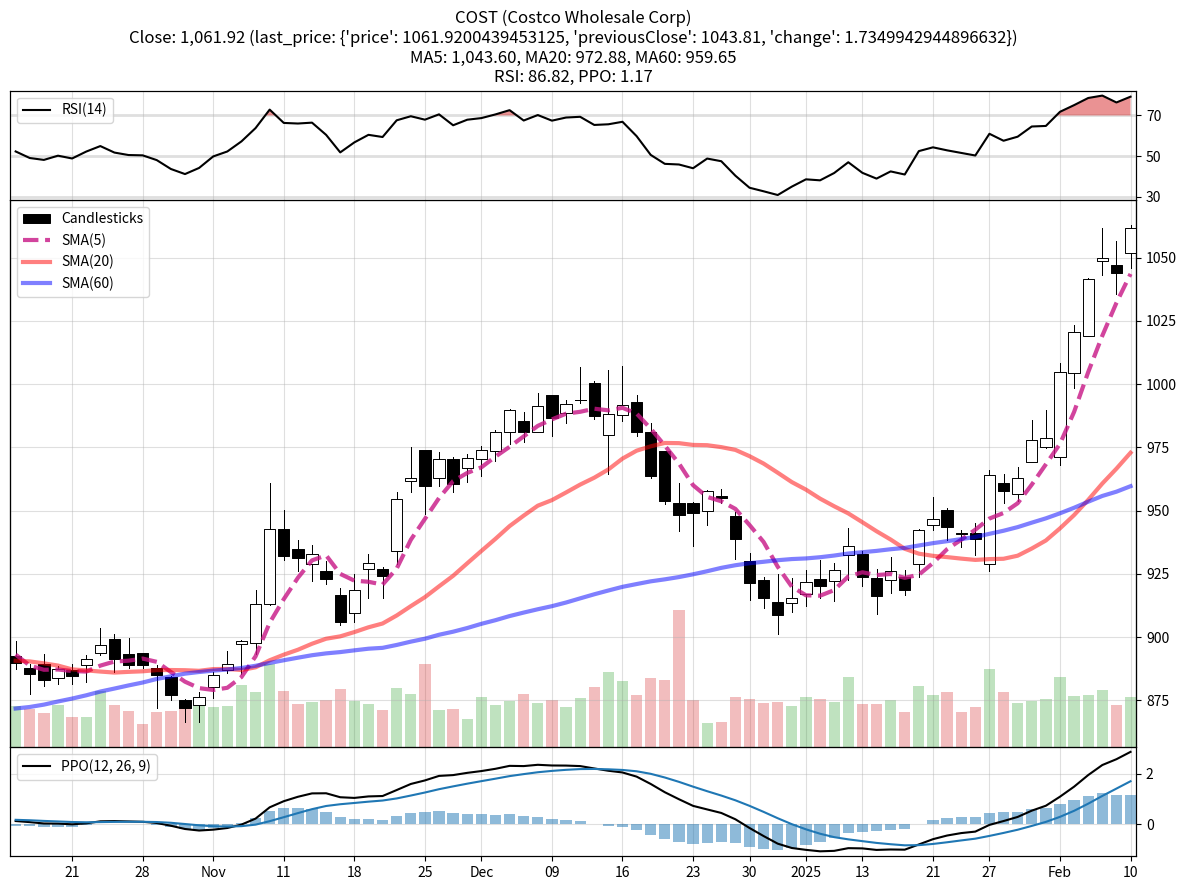 COST (Costco Wholesale Corp)
Close: 1,061.92 (last_price: {'price': 1061.9200439453125, 'previousClose': 1043.81, 'change': 1.7349942944896632})
MA5: 1,043.60, MA20: 972.88, MA60: 959.65
RSI: 86.82, PPO: 1.17
RSI(14)
70
50
30
Candlesticks
SMA(5)
SMA(20)
SMA(60)
1050
1025
1000
975
950
925
900
875
PPO(12, 26, 9)
2
0
21 28 Nov 11 18 25 Dec 09 16 23 30 2025 13 21 27 Feb 10